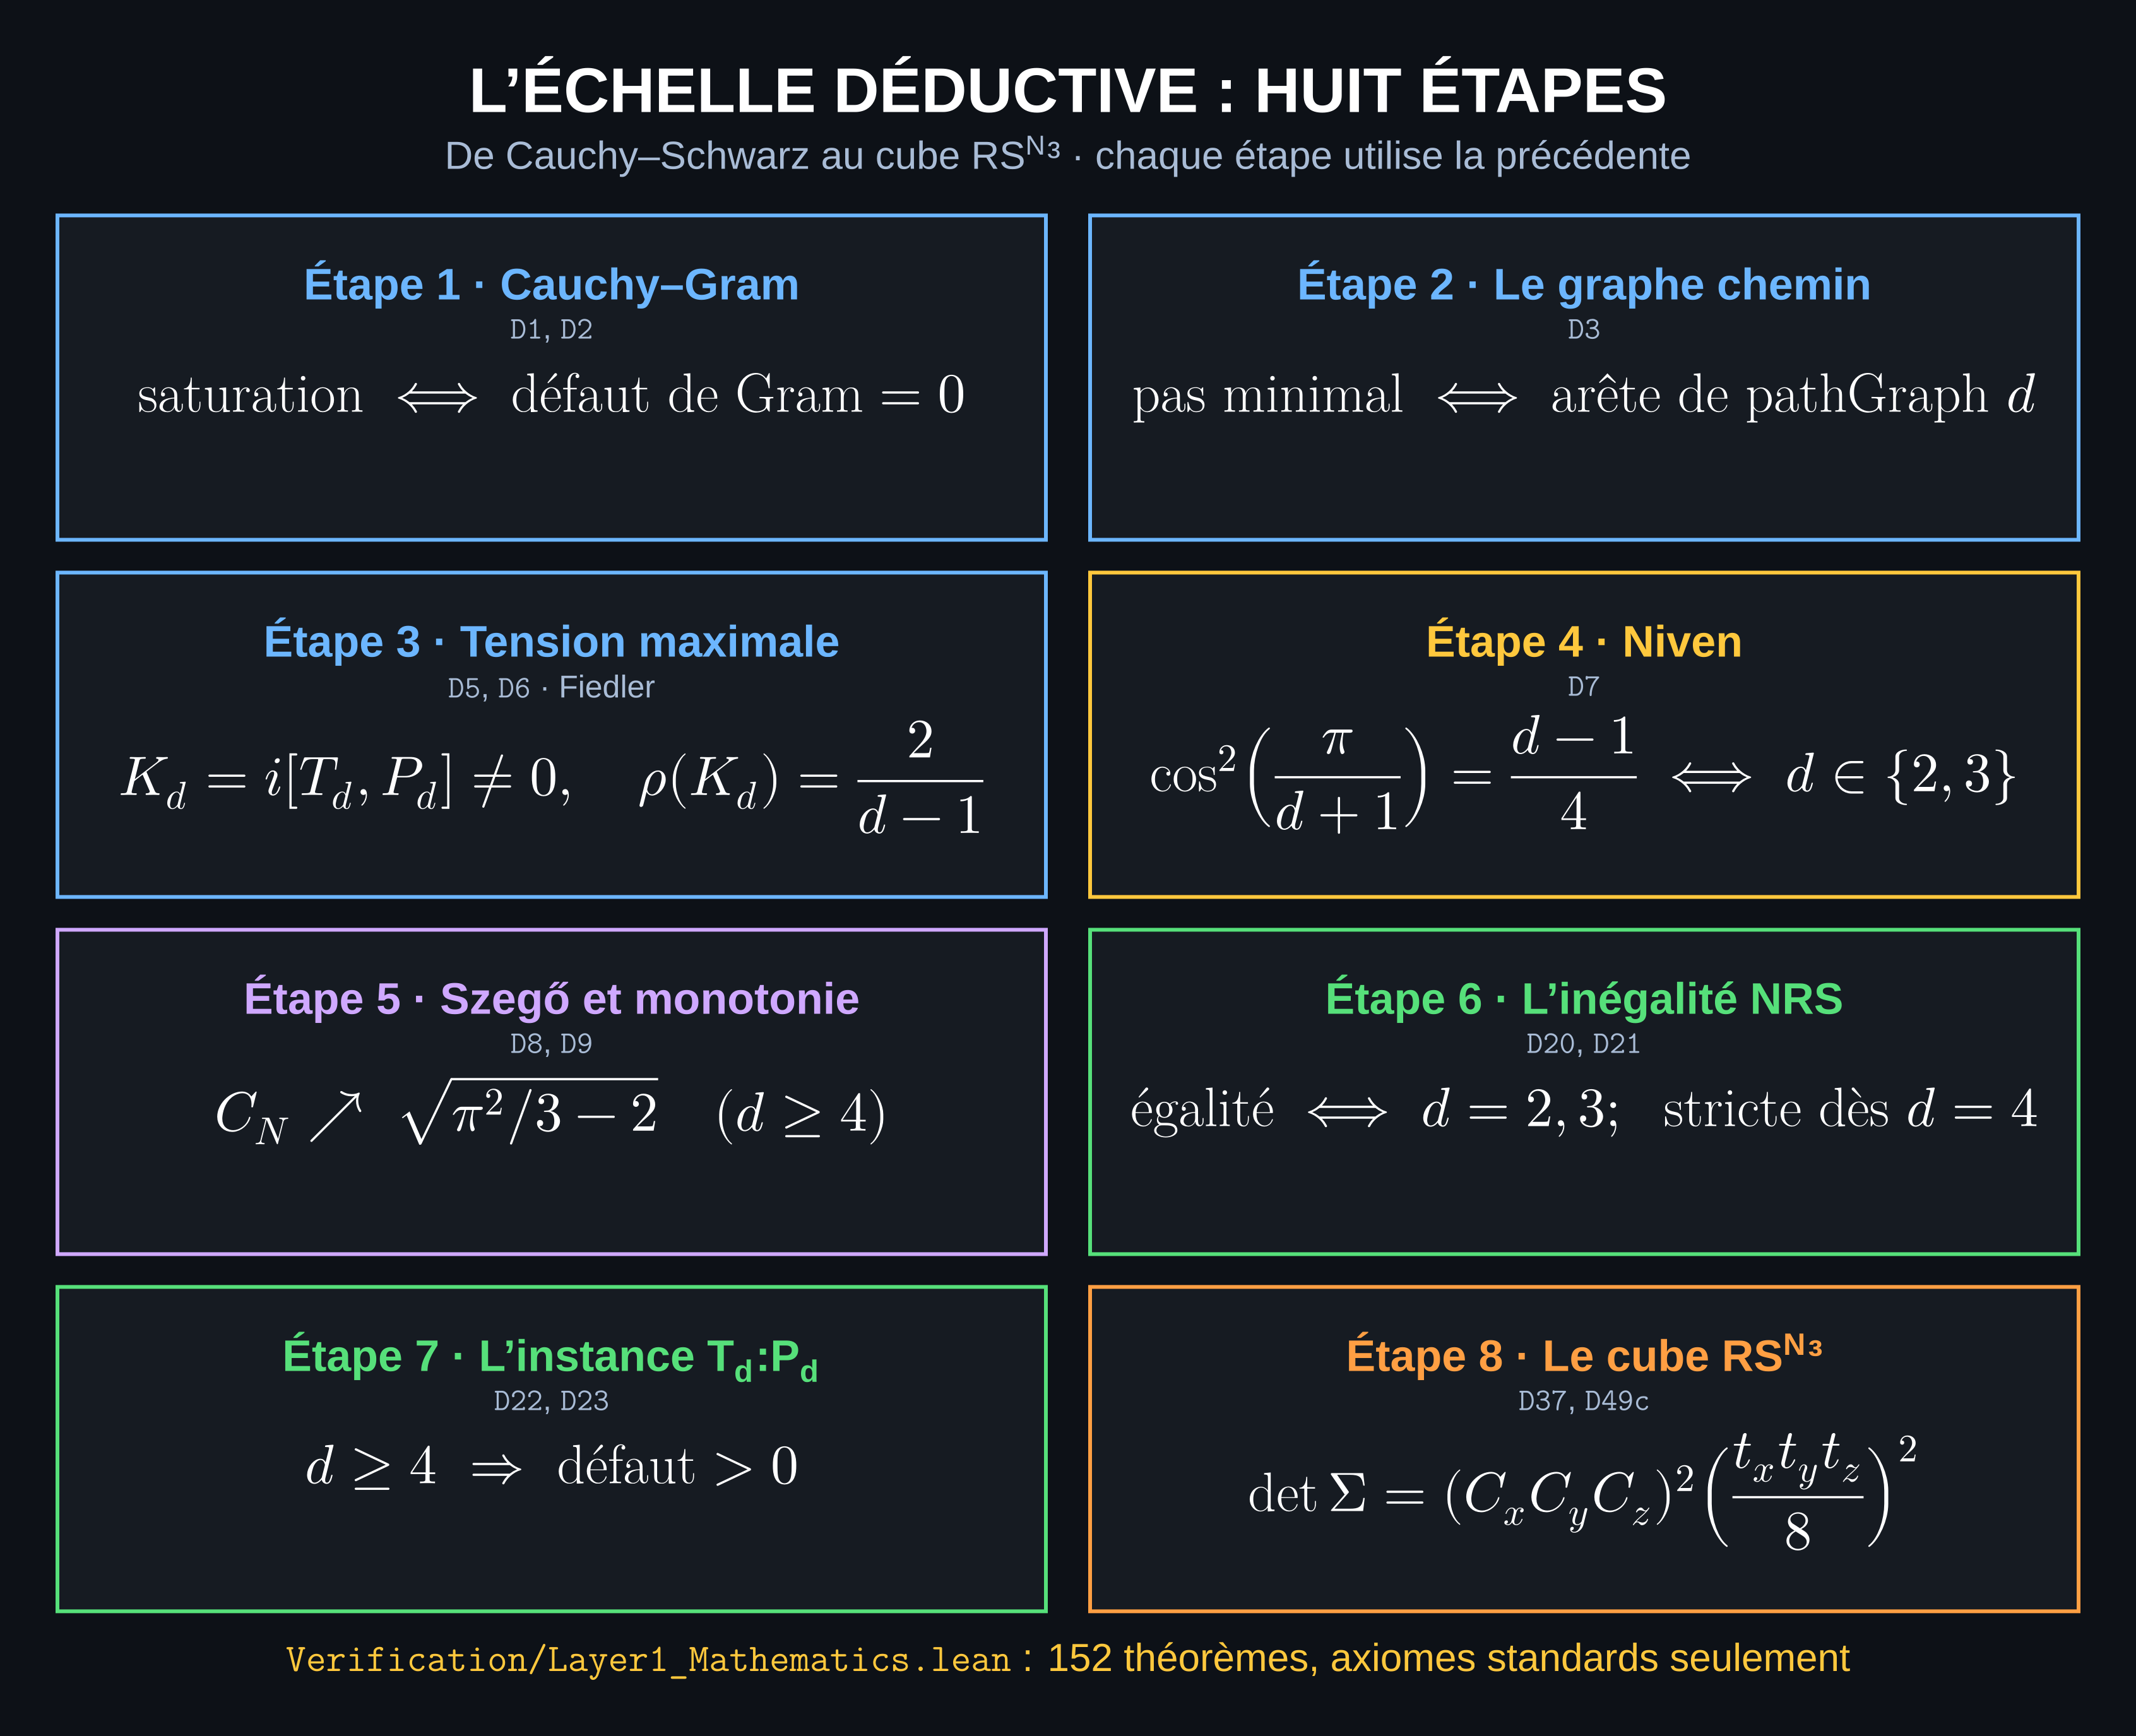 L’ÉCHELLE DÉDUCTIVE : HUIT ÉTAPES
De Cauchy–Schwarz au cube RSᴺ³ · chaque étape utilise la précédente
Étape 1 · Cauchy–Gram
D1, D2
saturation ⟺ défaut de Gram = 0
Étape 2 · Le graphe chemin
D3
pas minimal ⟺ arête de pathGraph d
Étape 3 · Tension maximale
D5, D6 · Fiedler
K_d = i[T_d, P_d] ≠ 0, ρ(K_d) = 2/(d − 1)
Étape 4 · Niven
D7
cos²(π/(d + 1)) = (d − 1)/4 ⟺ d ∈ {2, 3}
Étape 5 · Szegő et monotonie
D8, D9
C_N ↗ √(π²/3 − 2) (d ≥ 4)
Étape 6 · L’inégalité NRS
D20, D21
égalité ⟺ d = 2, 3; stricte dès d = 4
Étape 7 · L’instance T_d:P_d
D22, D23
d ≥ 4 ⇒ défaut > 0
Étape 8 · Le cube RSᴺ³
D37, D49c
det Σ = (C_x C_y C_z)² (t_x t_y t_z / 8)²
Verification/Layer1_Mathematics.lean : 152 théorèmes, axiomes standards seulement